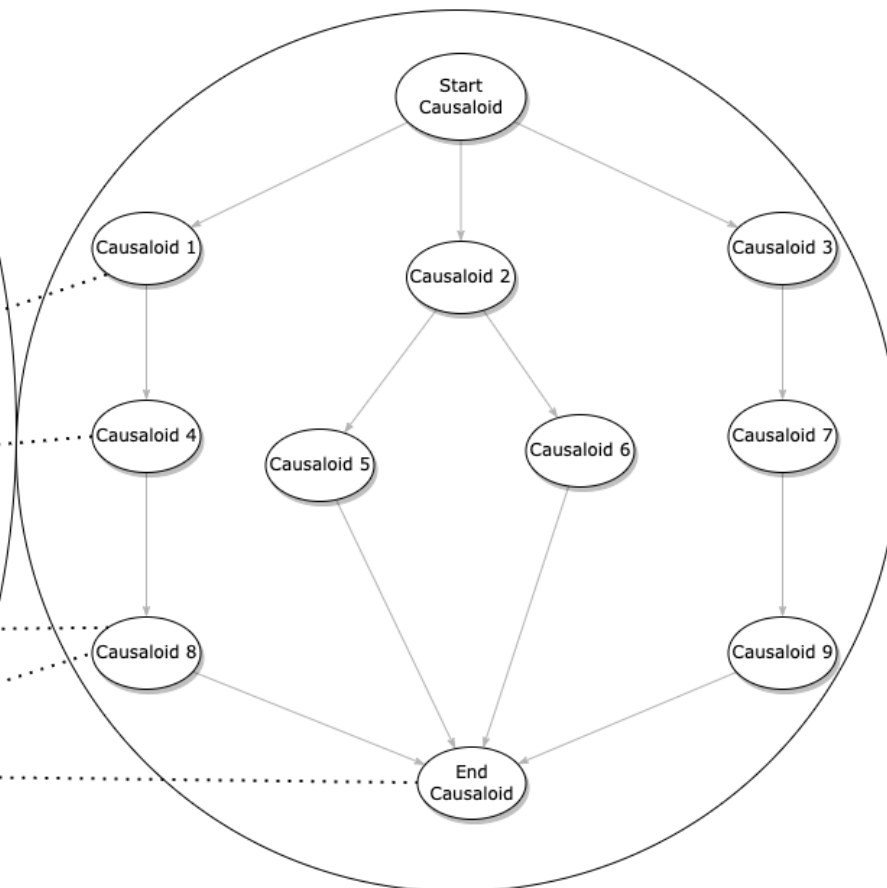 Start
Causaloid
Causaloid 1
Causaloid 2
Causaloid 3
Causaloid 4
Causaloid 5
Causaloid 6
Causaloid 7
Causaloid 8
Causaloid 9
End
Causaloid